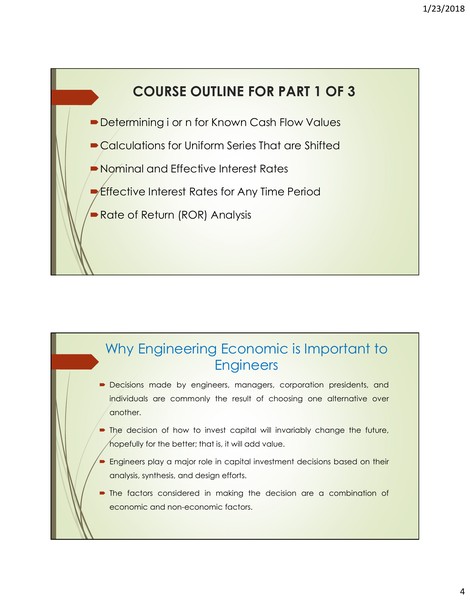 1/23/2018
COURSE OUTLINE FOR PART 1 OF 3
Determining i or n for Known Cash Flow Values
Calculations for Uniform Series That are Shifted
Nominal and Effective Interest Rates
Effective Interest Rates for Any Time Period
Rate of Return (ROR) Analysis
Why Engineering Economic is Important to
Engineers
Decisions made by engineers, managers, corporation presidents, and
individuals are commonly the result of choosing one alternative over
another.
The decision of how to invest capital will invariably change the future,
hopefully for the better; that is, it will add value.
Engineers play a major role in capital investment decisions based on their
analysis, synthesis, and design efforts.
The factors considered in making the decision are a combination of
economic and non-economic factors.
4